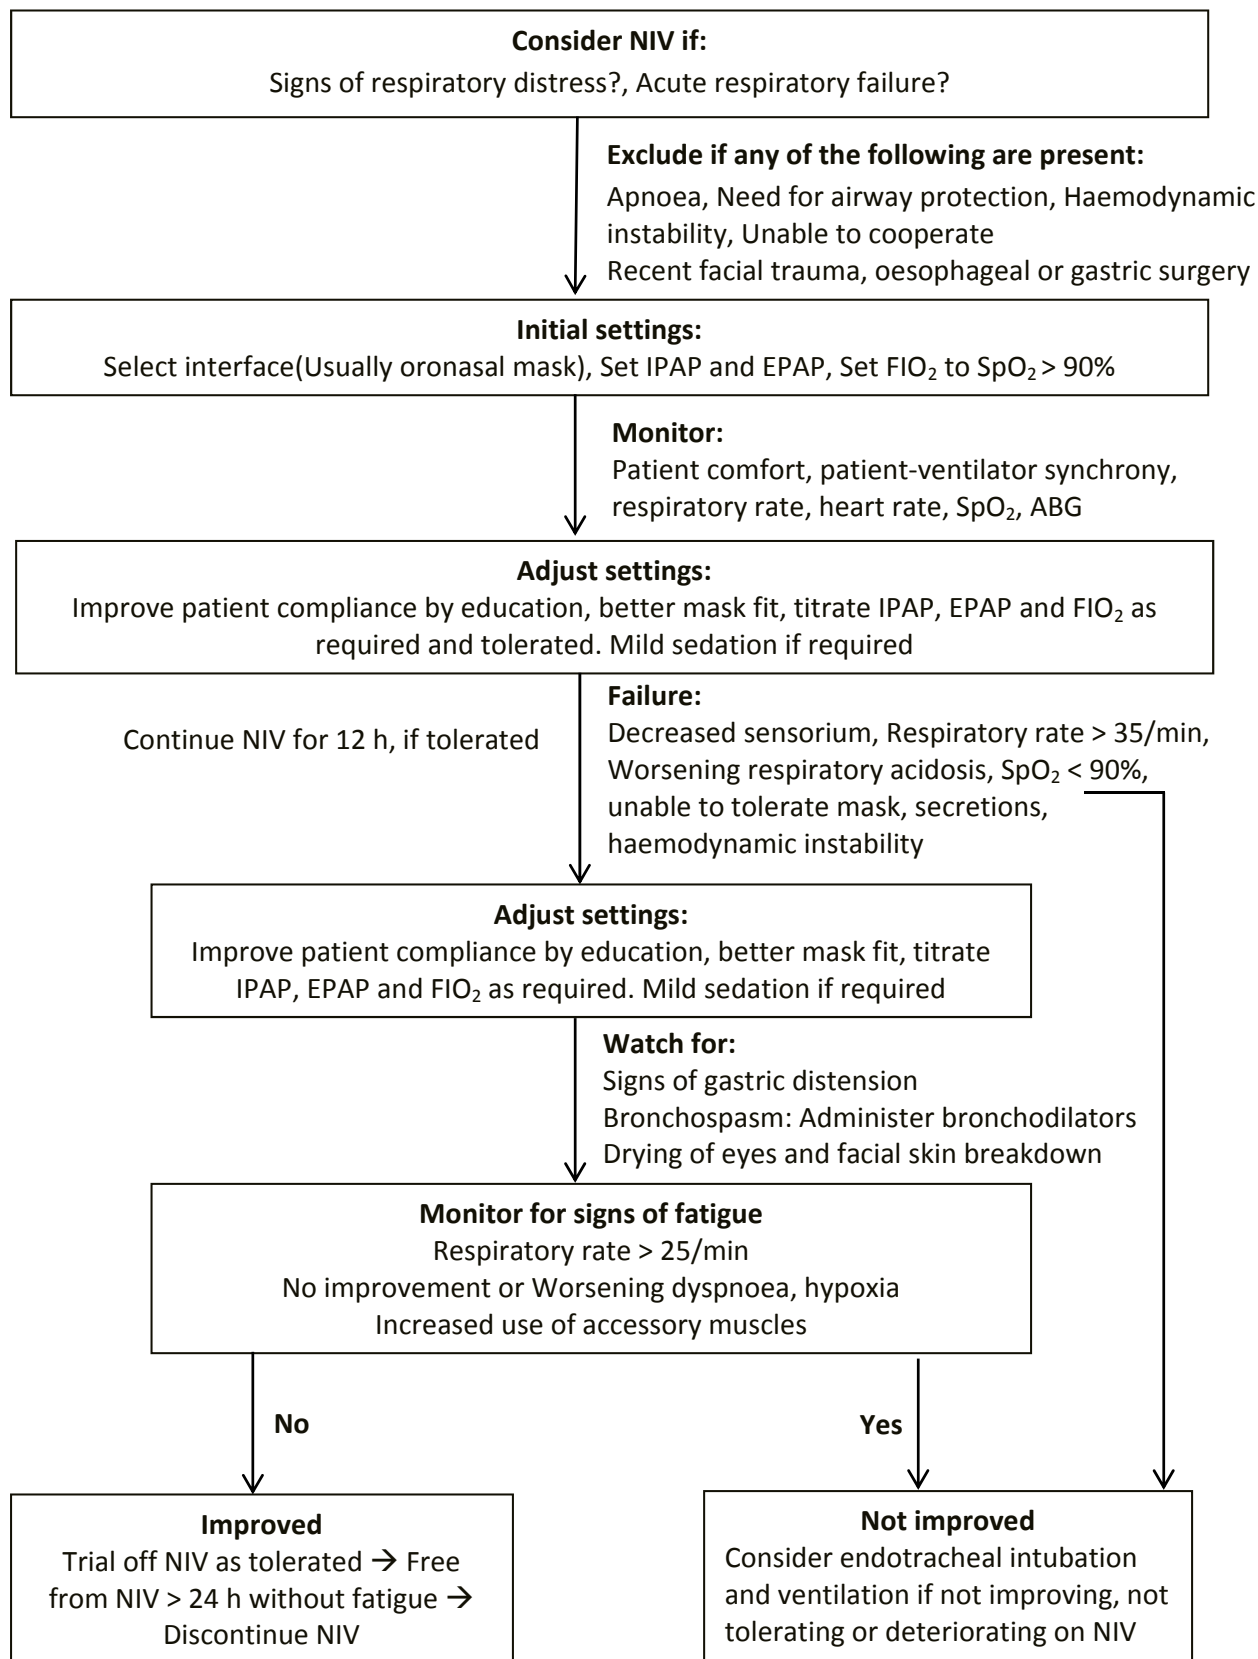 Consider NIV if:
Signs of respiratory distress?, Acute respiratory failure?
Exclude if any of the following are present:
Apnoea, Need for airway protection, Haemodynamic
instability, Unable to cooperate
Recent facial trauma, oesophageal or gastric surgery
Initial settings:
Select interface(Usually oronasal mask), Set IPAP and EPAP, Set FIO₂ to SpO₂ > 90%
Monitor:
Patient comfort, patient-ventilator synchrony,
respiratory rate, heart rate, SpO₂, ABG
Adjust settings:
Improve patient compliance by education, better mask fit, titrate IPAP, EPAP and FIO₂ as
required and tolerated. Mild sedation if required
Continue NIV for 12 h, if tolerated
Failure:
Decreased sensorium, Respiratory rate > 35/min,
Worsening respiratory acidosis, SpO₂ < 90%,
unable to tolerate mask, secretions,
haemodynamic instability
Adjust settings:
Improve patient compliance by education, better mask fit, titrate
IPAP, EPAP and FIO₂ as required. Mild sedation if required
Watch for:
Signs of gastric distension
Bronchospasm: Administer bronchodilators
Drying of eyes and facial skin breakdown
Monitor for signs of fatigue
Respiratory rate > 25/min
No improvement or Worsening dyspnoea, hypoxia
Increased use of accessory muscles
No
Yes
Improved
Trial off NIV as tolerated → Free
from NIV > 24 h without fatigue →
Discontinue NIV
Not improved
Consider endotracheal intubation
and ventilation if not improving, not
tolerating or deteriorating on NIV